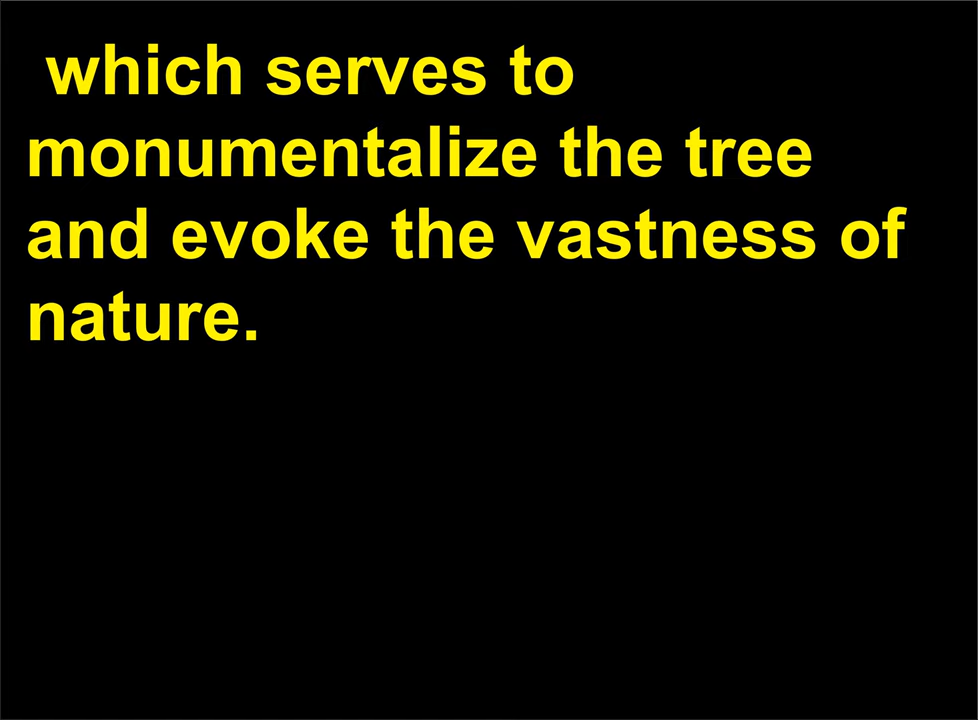 which serves to
monumentalize the tree
and evoke the vastness of
nature.